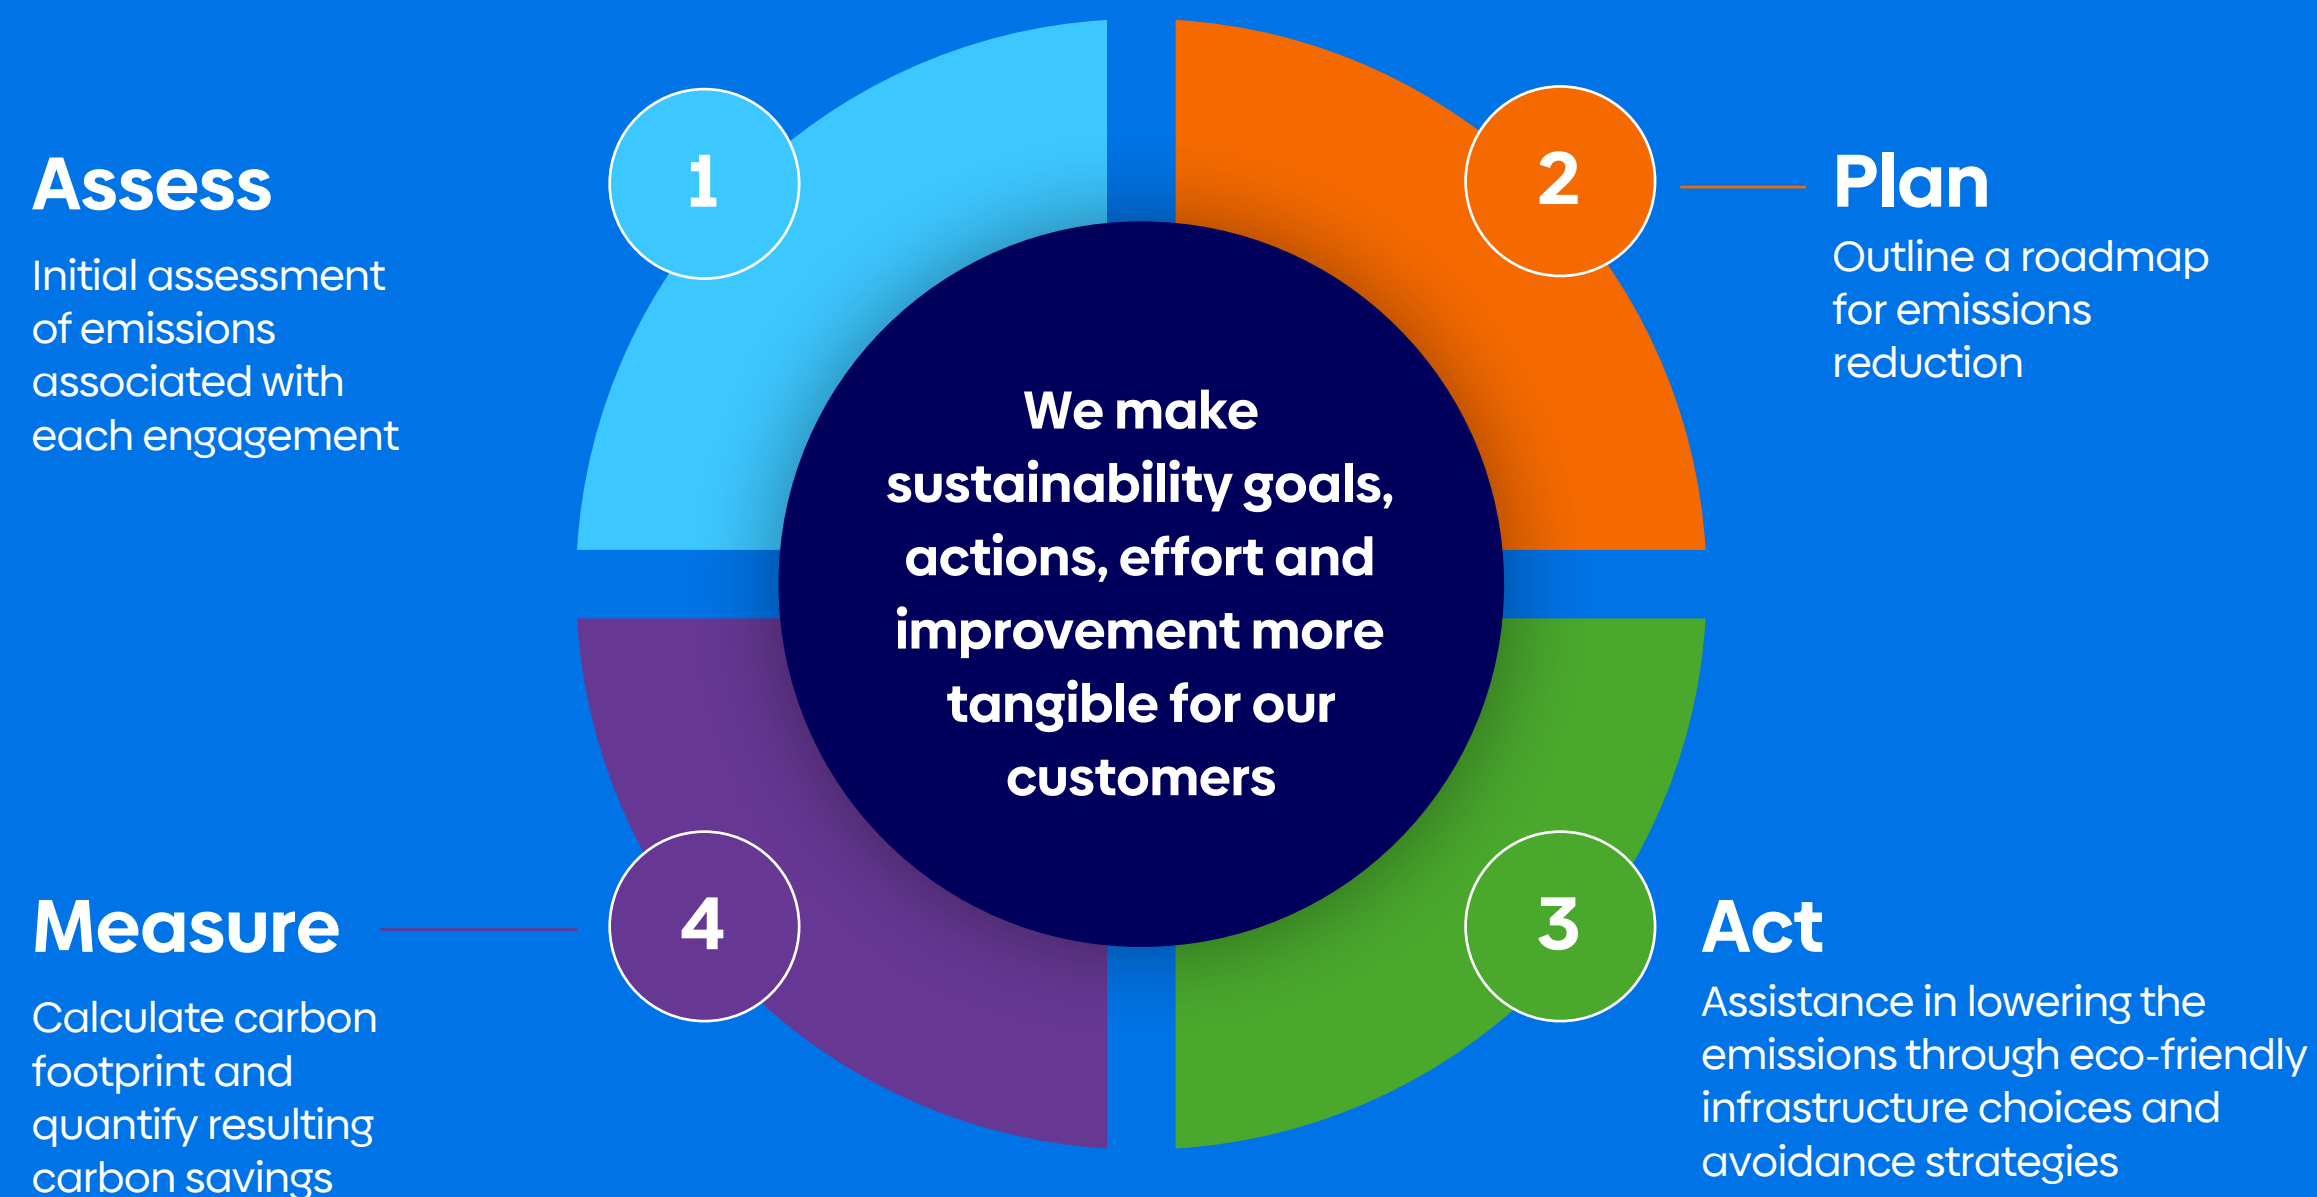 1
Assess
Initial assessment
of emissions
associated with
each engagement
2
Plan
Outline a roadmap
for emissions
reduction
We make
sustainability goals,
actions, effort and
improvement more
tangible for our
customers
3
Act
Assistance in lowering the
emissions through eco-friendly
infrastructure choices and
avoidance strategies
4
Measure
Calculate carbon
footprint and
quantify resulting
carbon savings